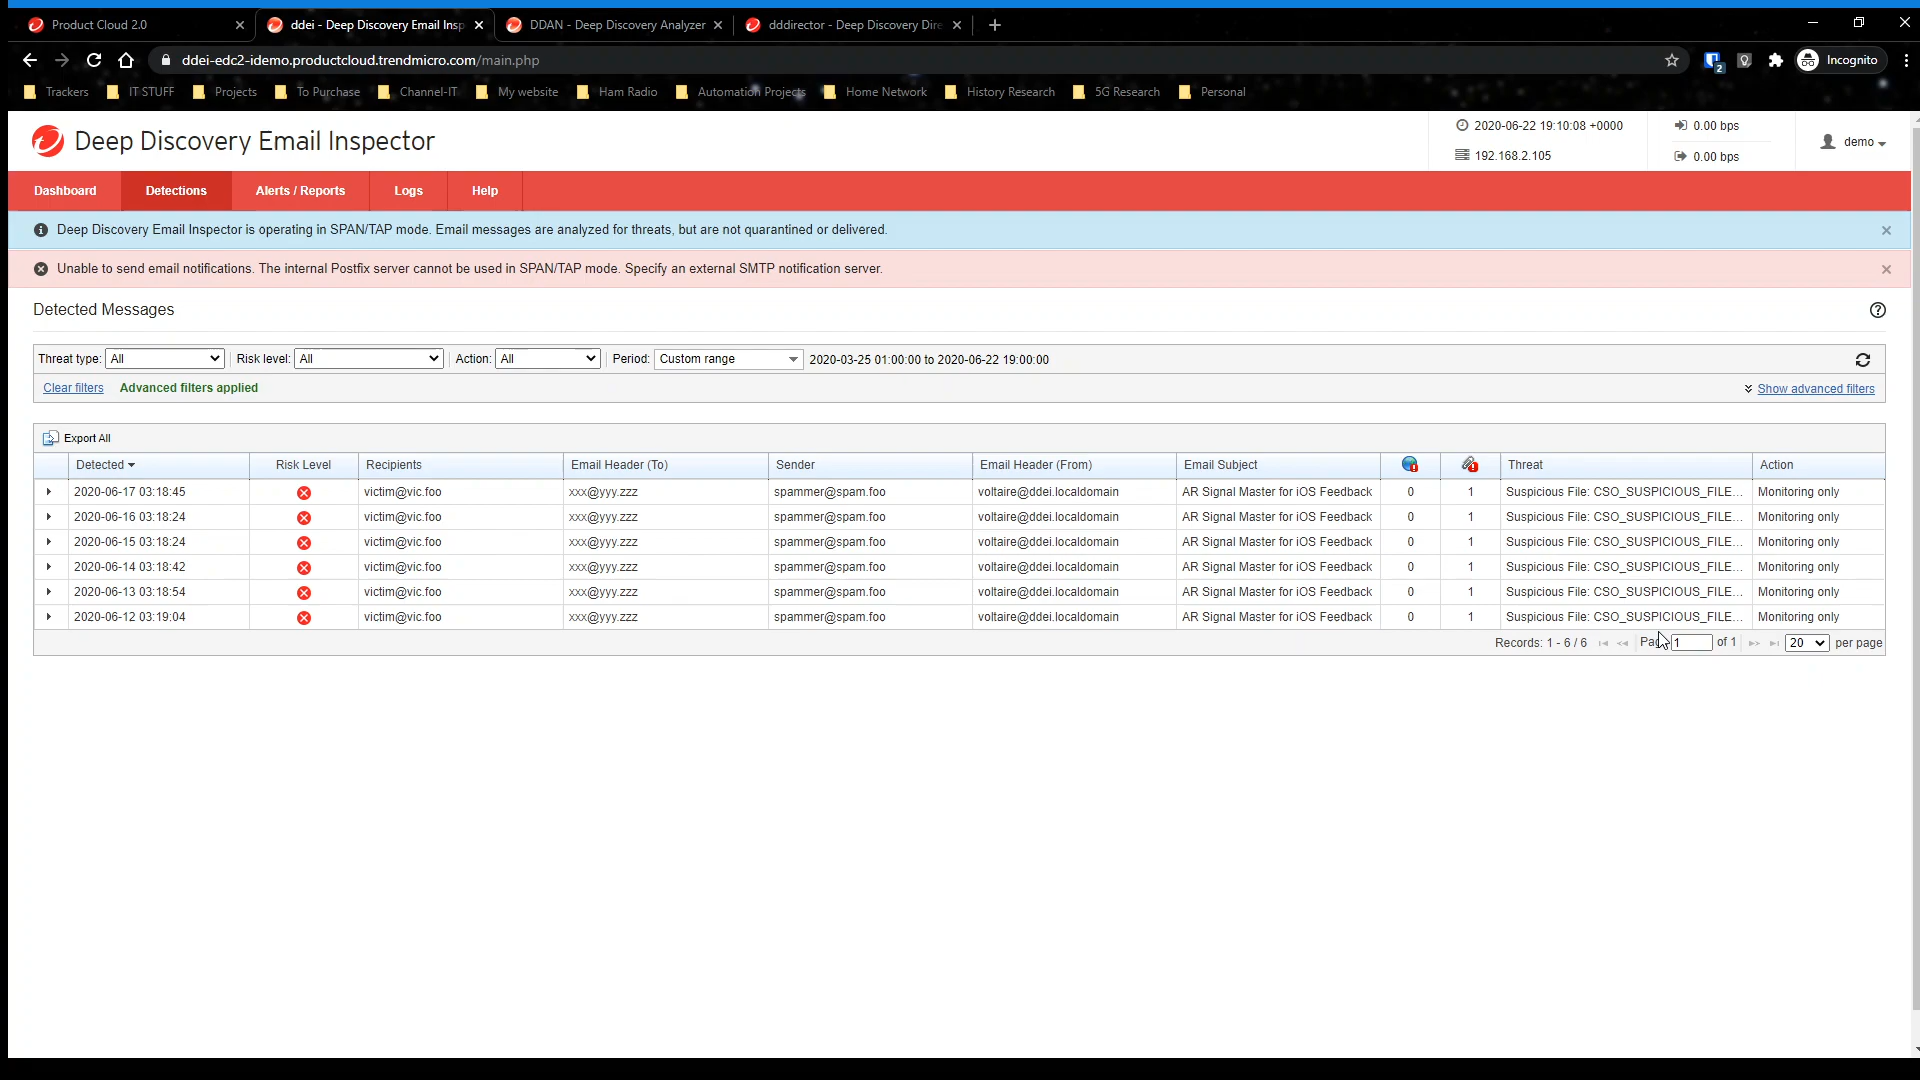 Product Cloud 2.0
ddei - Deep Discovery Email Insp
DDAN - Deep Discovery Analyzer
dddirector - Deep Discovery Dire
ddei-edc2-idemo.productcloud.trendmicro.com/main.php
2
Incognito
Trackers
IT STUFF
Projects
To Purchase
Channel-IT
My website
Ham Radio
Automation Projects
Home Network
History Research
5G Research
Personal
Deep Discovery Email Inspector
2020-06-22 19:10:08 +0000
192.168.2.105
0.00 bps
0.00 bps
demo
Dashboard
Detections
Alerts / Reports
Logs
Help
Deep Discovery Email Inspector is operating in SPAN/TAP mode. Email messages are analyzed for threats, but are not quarantined or delivered.
Unable to send email notifications. The internal Postfix server cannot be used in SPAN/TAP mode. Specify an external SMTP notification server.
Detected Messages
Threat type: All Risk level: All Action: All Period: Custom range 2020-03-25 01:00:00 to 2020-06-22 19:00:00
Clear filters Advanced filters applied Show advanced filters
Export All
Detected Risk Level Recipients Email Header (To) Sender Email Header (From) Email Subject Threat Action
2020-06-17 03:18:45 victim@vic.foo xxx@yyy.zzz spammer@spam.foo voltaire@ddei.localdomain AR Signal Master for iOS Feedback 0 1 Suspicious File: CSO_SUSPICIOUS_FILE... Monitoring only
2020-06-16 03:18:24 victim@vic.foo xxx@yyy.zzz spammer@spam.foo voltaire@ddei.localdomain AR Signal Master for iOS Feedback 0 1 Suspicious File: CSO_SUSPICIOUS_FILE... Monitoring only
2020-06-15 03:18:24 victim@vic.foo xxx@yyy.zzz spammer@spam.foo voltaire@ddei.localdomain AR Signal Master for iOS Feedback 0 1 Suspicious File: CSO_SUSPICIOUS_FILE... Monitoring only
2020-06-14 03:18:42 victim@vic.foo xxx@yyy.zzz spammer@spam.foo voltaire@ddei.localdomain AR Signal Master for iOS Feedback 0 1 Suspicious File: CSO_SUSPICIOUS_FILE... Monitoring only
2020-06-13 03:18:54 victim@vic.foo xxx@yyy.zzz spammer@spam.foo voltaire@ddei.localdomain AR Signal Master for iOS Feedback 0 1 Suspicious File: CSO_SUSPICIOUS_FILE... Monitoring only
2020-06-12 03:19:04 victim@vic.foo xxx@yyy.zzz spammer@spam.foo voltaire@ddei.localdomain AR Signal Master for iOS Feedback 0 1 Suspicious File: CSO_SUSPICIOUS_FILE... Monitoring only
Records: 1 - 6 / 6 Page 1 of 1 20 per page